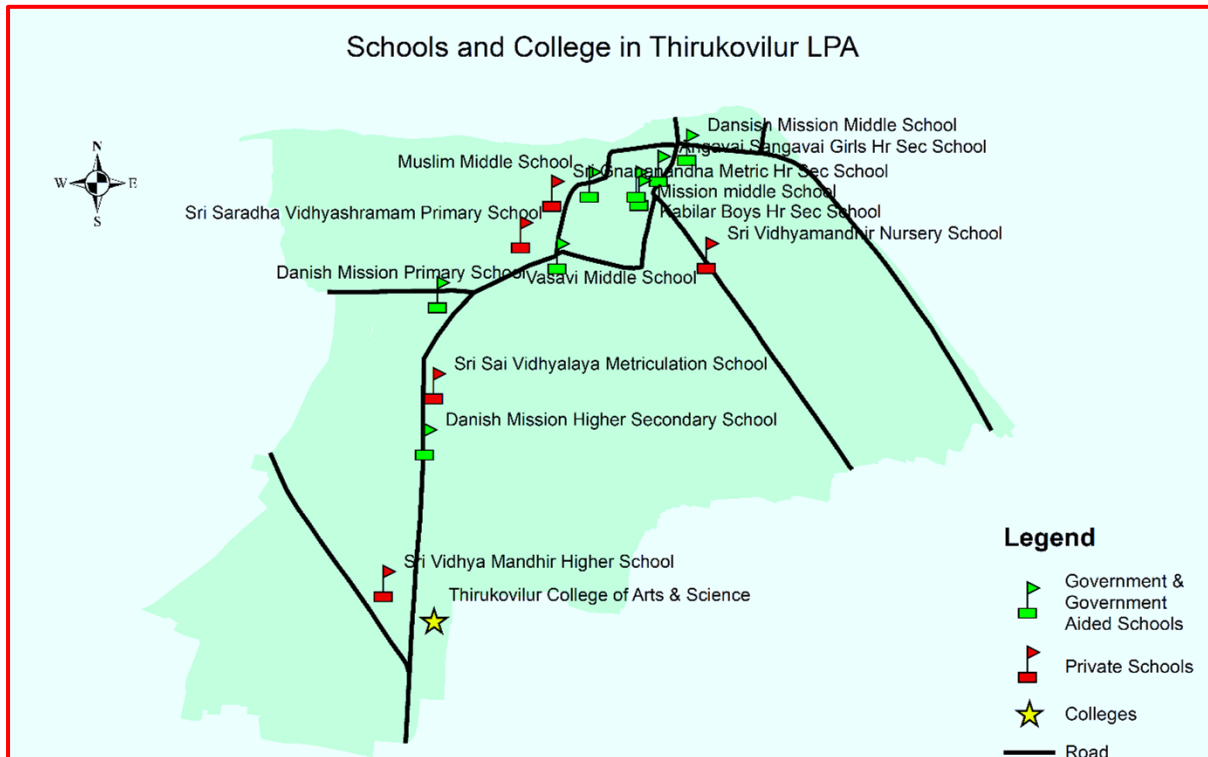 Schools and College in Thirukovilur LPA
N
W
E
S
Dansish Mission Middle School
Angavai Sangavai Girls Hr Sec School
Muslim Middle School
Sri Gnananandha Metric Hr Sec School
Mission middle School
Sri Saradha Vidhyashramam Primary School
Kabilar Boys Hr Sec School
Sri Vidhyamandhir Nursery School
Danish Mission Primary School
Vasavi Middle School
Sri Sai Vidhyalaya Metriculation School
Danish Mission Higher Secondary School
Sri Vidhya Mandhir Higher School
Thirukovilur College of Arts & Science
Legend
Government &
Government
Aided Schools
Private Schools
Colleges
Road